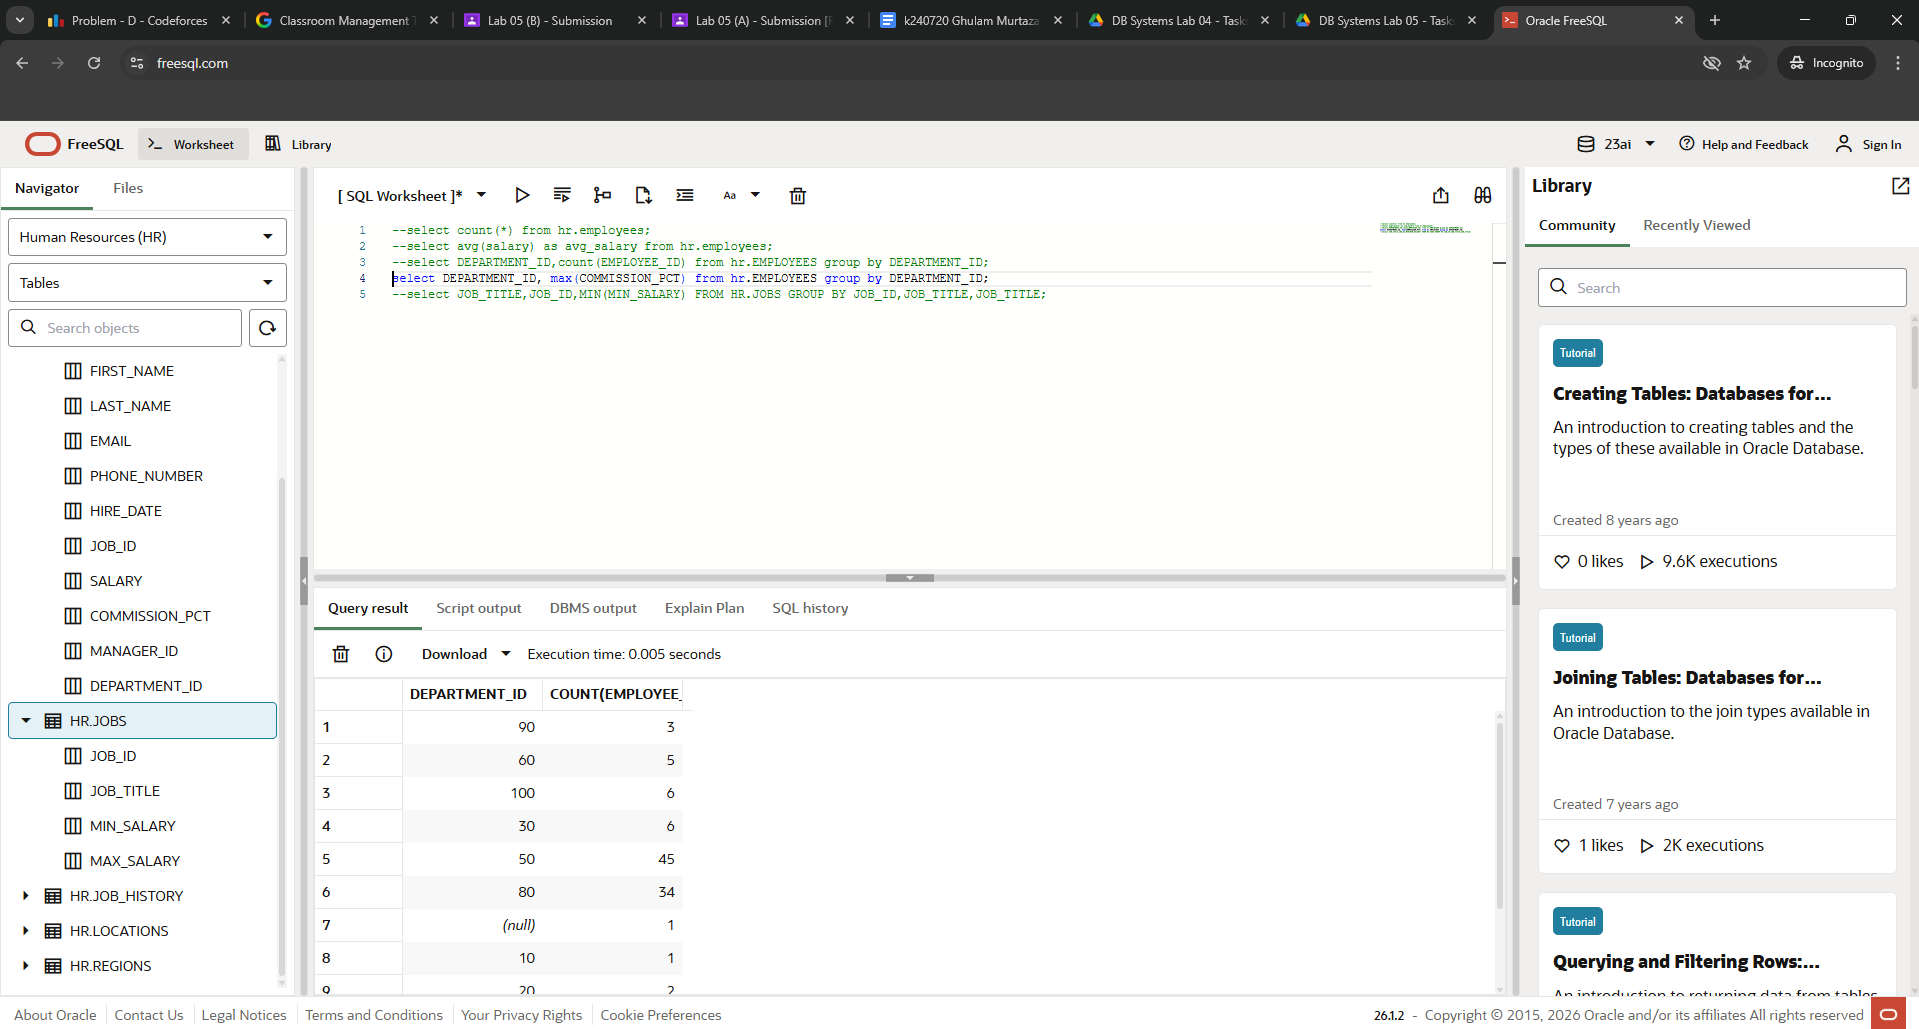 Problem - D - Codeforces
Classroom Management T
Lab 05 (B) - Submission
Lab 05 (A) - Submission [F
k240720 Ghulam Murtaza
DB Systems Lab 04 - Task
DB Systems Lab 05 - Task
Oracle FreeSQL
freesql.com
Incognito
FreeSQL
Worksheet
Library
23ai
Help and Feedback
Sign In
Navigator
Files
Human Resources (HR)
Tables
Search objects
FIRST_NAME
LAST_NAME
EMAIL
PHONE_NUMBER
HIRE_DATE
JOB_ID
SALARY
COMMISSION_PCT
MANAGER_ID
DEPARTMENT_ID
HR.JOBS
JOB_ID
JOB_TITLE
MIN_SALARY
MAX_SALARY
HR.JOB_HISTORY
HR.LOCATIONS
HR.REGIONS
[ SQL Worksheet ]*
Aa
1 --select count(*) from hr.employees;
2 --select avg(salary) as avg_salary from hr.employees;
3 --select DEPARTMENT_ID,count(EMPLOYEE_ID) from hr.EMPLOYEES group by DEPARTMENT_ID;
4 select DEPARTMENT_ID, max(COMMISSION_PCT) from hr.EMPLOYEES group by DEPARTMENT_ID;
5 --select JOB_TITLE,JOB_ID,MIN(MIN_SALARY) FROM HR.JOBS GROUP BY JOB_ID,JOB_TITLE,JOB_TITLE;
Query result
Script output
DBMS output
Explain Plan
SQL history
Download
Execution time: 0.005 seconds
DEPARTMENT_ID COUNT(EMPLOYEE_
1 90 3
2 60 5
3 100 6
4 30 6
5 50 45
6 80 34
7 (null) 1
8 10 1
9 20 2
Library
Community
Recently Viewed
Search
Tutorial
Creating Tables: Databases for...
An introduction to creating tables and the
types of these available in Oracle Database.
Created 8 years ago
0 likes
9.6K executions
Tutorial
Joining Tables: Databases for...
An introduction to the join types available in
Oracle Database.
Created 7 years ago
1 likes
2K executions
Tutorial
Querying and Filtering Rows:...
An introduction to returning data from tables
About Oracle
Contact Us
Legal Notices
Terms and Conditions
Your Privacy Rights
Cookie Preferences
26.1.2 - Copyright © 2015, 2026 Oracle and/or its affiliates All rights reserved